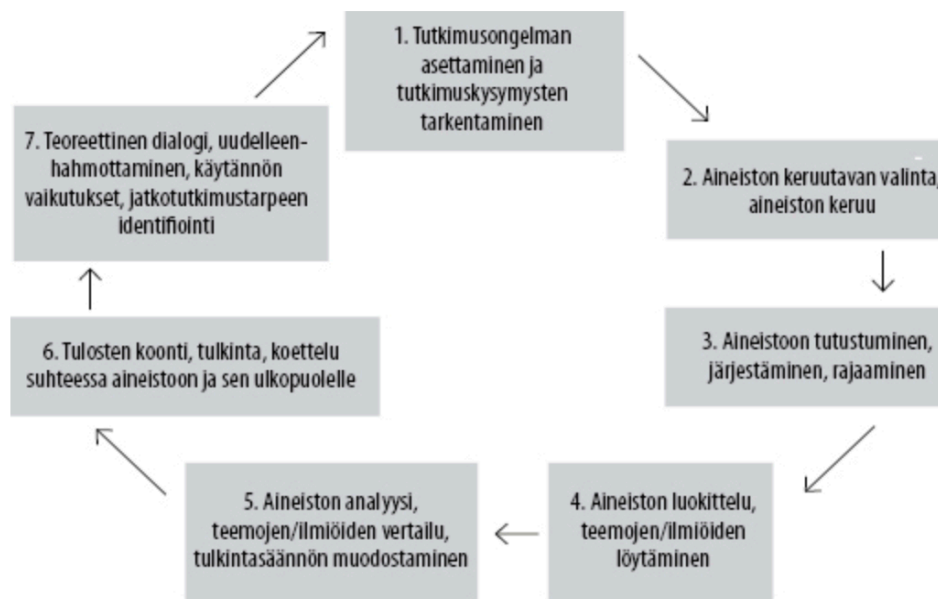 1. Tutkimusongelman
asettaminen ja
tutkimuskysymysten
tarkentaminen
2. Aineiston keruutavan valinta,
aineiston keruu
3. Aineistoon tutustuminen,
järjestäminen, rajaaminen
4. Aineiston luokittelu,
teemojen/ilmiöiden
löytäminen
5. Aineiston analyysi,
teemojen/ilmiöiden vertailu,
tulkintasäännön muodostaminen
6. Tulosten koonti, tulkinta, koettelu
suhteessa aineistoon ja sen ulkopuolelle
7. Teoreettinen dialogi, uudelleen-
hahmottaminen, käytännön
vaikutukset, jatkotutkimustarpeen
identifiointi